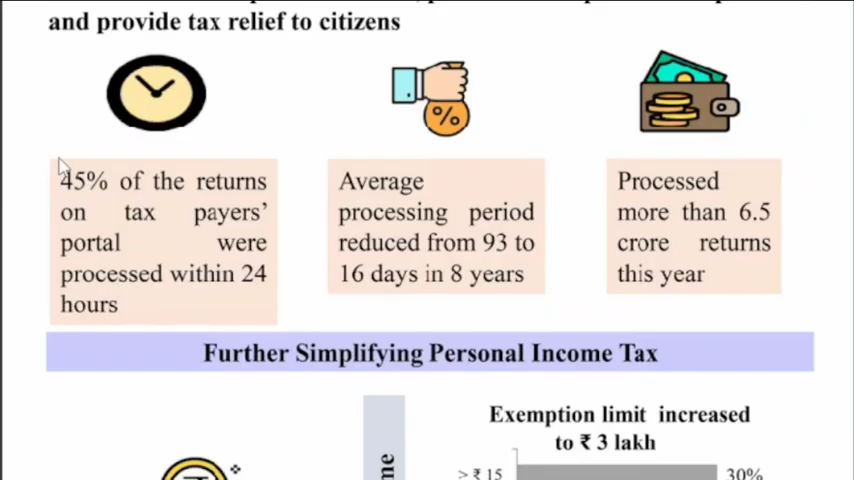 and provide tax relief to citizens
45% of the returns
on tax payers'
portal were
processed within 24
hours
Average
processing period
reduced from 93 to
16 days in 8 years
Processed
more than 6.5
crore returns
this year
Further Simplifying Personal Income Tax
Exemption limit increased
to ₹ 3 lakh
> ₹ 15
30%